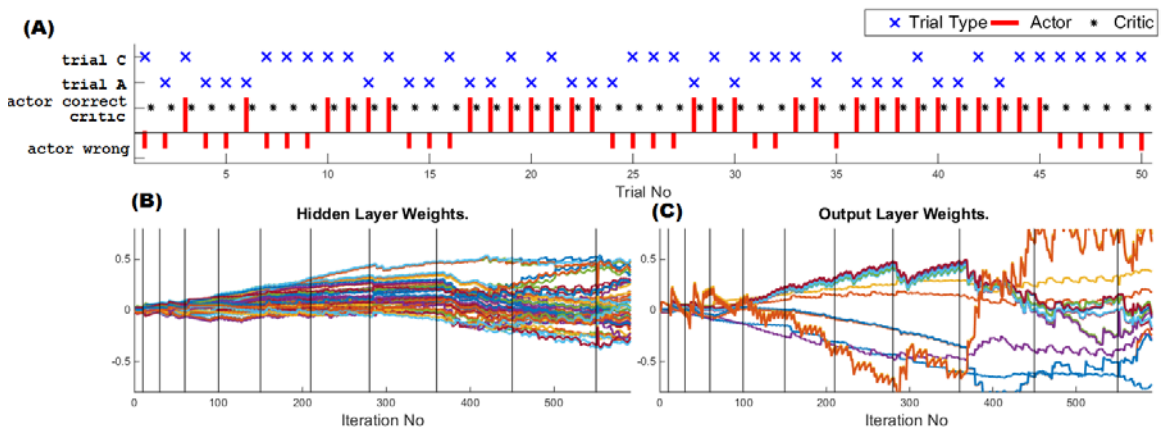 (A)
Trial Type Actor Critic
trial C
trial A
actor correct
critic
actor wrong
5 10 15 20 25 30 35 40 45 50
Trial No
(B)
Hidden Layer Weights.
0.5
0
-0.5
0 100 200 300 400 500
Iteration No
(C)
Output Layer Weights.
0.5
0
-0.5
0 100 200 300 400 500
Iteration No